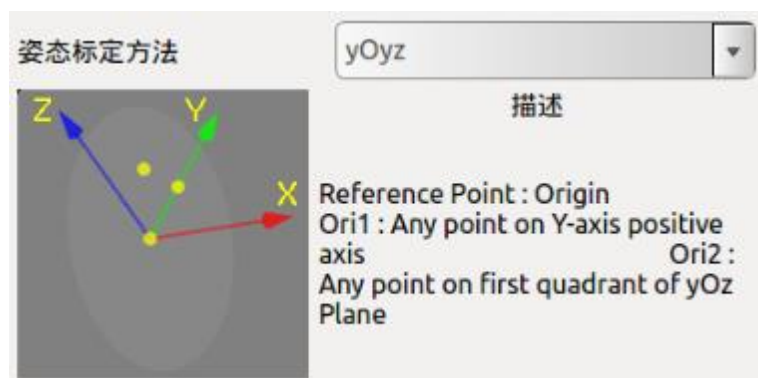 姿态标定方法
yOyz
描述
Z
Y
X
Reference Point : Origin
Ori1 : Any point on Y-axis positive
axis Ori2 :
Any point on first quadrant of yOz
Plane